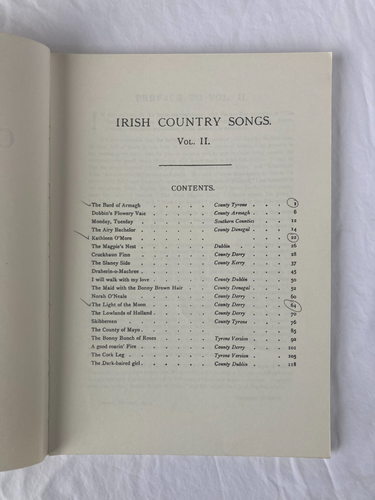 IRISH COUNTRY SONGS.
VOL. II.
CONTENTS.
The Bard of Armagh . . . . County Tyrone . . 1
Dobbin's Flowery Vale . . . . County Armagh . . 6
Monday, Tuesday . . . . Southern Counties . . 12
The Airy Bachelor . . . . County Donegal . . 14
Kathleen O'More . . . . 22
The Magpie's Nest . . . . Dublin . . 26
Crockhaun Finn . . . . County Derry . . 28
The Slaney Side . . . . County Kerry . . 37
Draherin-o-Machree . . . . 45
I will walk with my love . . . . County Dublin . . 50
The Maid with the Bonny Brown Hair . . County Donegal . . 52
Norah O'Neale . . . . County Derry . . 60
The Light of the Moon . . . . County Derry . . 64
The Lowlands of Holland . . . . County Derry . . 70
Skibbereen . . . . County Tyrone . . 76
The County of Mayo . . . . 83
The Bonny Bunch of Roses . . . . Tyrone Version . . 92
A good roarin' Fire . . . . County Derry . . 101
The Cork Leg . . . . Tyrone Version . . 105
The Dark-haired girl . . . . County Dublin . . 118